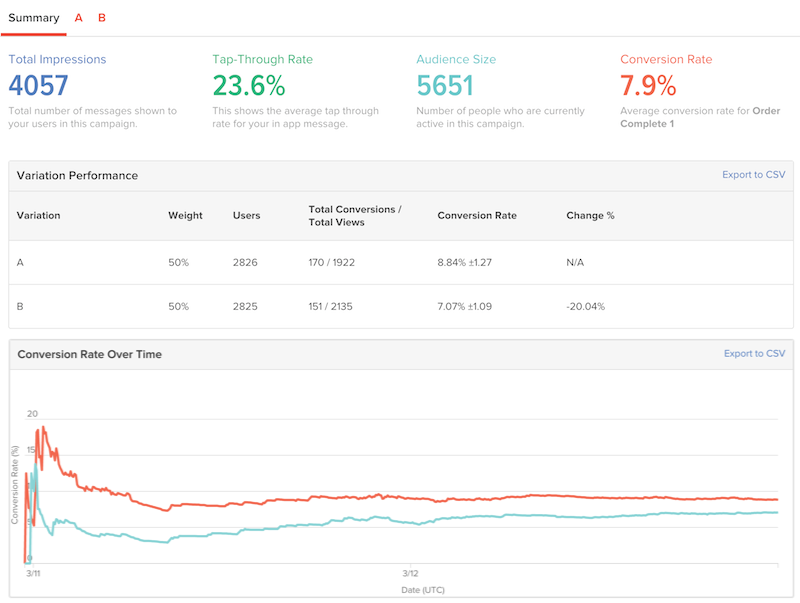 Summary A B
Total Impressions
4057
Total number of messages shown to
your users in this campaign.
Tap-Through Rate
23.6%
This shows the average tap through
rate for your in app message.
Audience Size
5651
Number of people who are currently
active in this campaign.
Conversion Rate
7.9%
Average conversion rate for Order
Complete 1
Variation Performance Export to CSV
Variation Weight Users Total Conversions / Total Views Conversion Rate Change %
A 50% 2826 170 / 1922 8.84% ±1.27 N/A
B 50% 2825 151 / 2135 7.07% ±1.09 -20.04%
Conversion Rate Over Time Export to CSV
Conversion Rate (%)
20
15
5
0
3/11 3/12
Date (UTC)